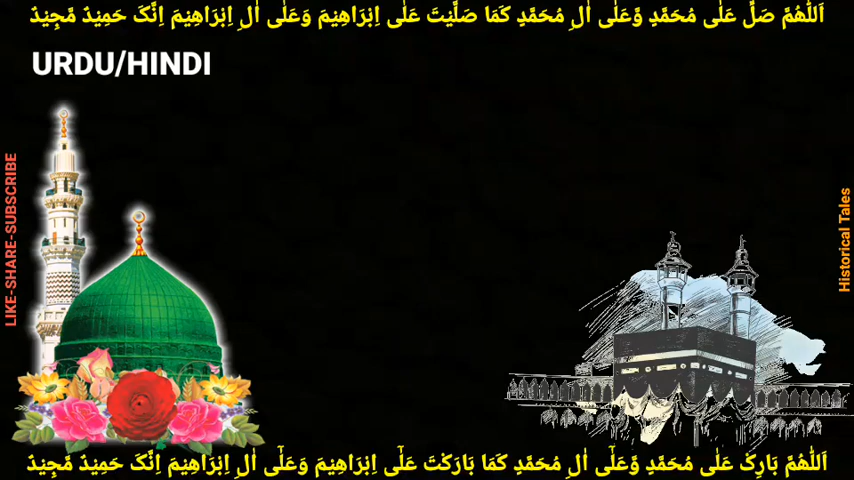 اَللّٰهُمَّ صَلِّ عَلٰى مُحَمَّدٍ وَّعَلٰى اٰلِ مُحَمَّدٍ كَمَا صَلَّيْتَ عَلٰى اِبْرَاهِيْمَ وَعَلٰى اٰلِ اِبْرَاهِيْمَ اِنَّکَ حَمِيْدٌ مَّجِيْدٌ
URDU/HINDI
LIKE-SHARE-SUBSCRIBE
Historical Tales
اَللّٰهُمَّ بَارِکْ عَلٰى مُحَمَّدٍ وَّعَلٰٓى اٰلِ مُحَمَّدٍ كَمَا بَارَكْتَ عَلٰٓى اِبْرَاهِيْمَ وَعَلٰٓى اٰلِ اِبْرَاهِيْمَ اِنَّکَ حَمِيْدٌ مَّجِيْدٌ